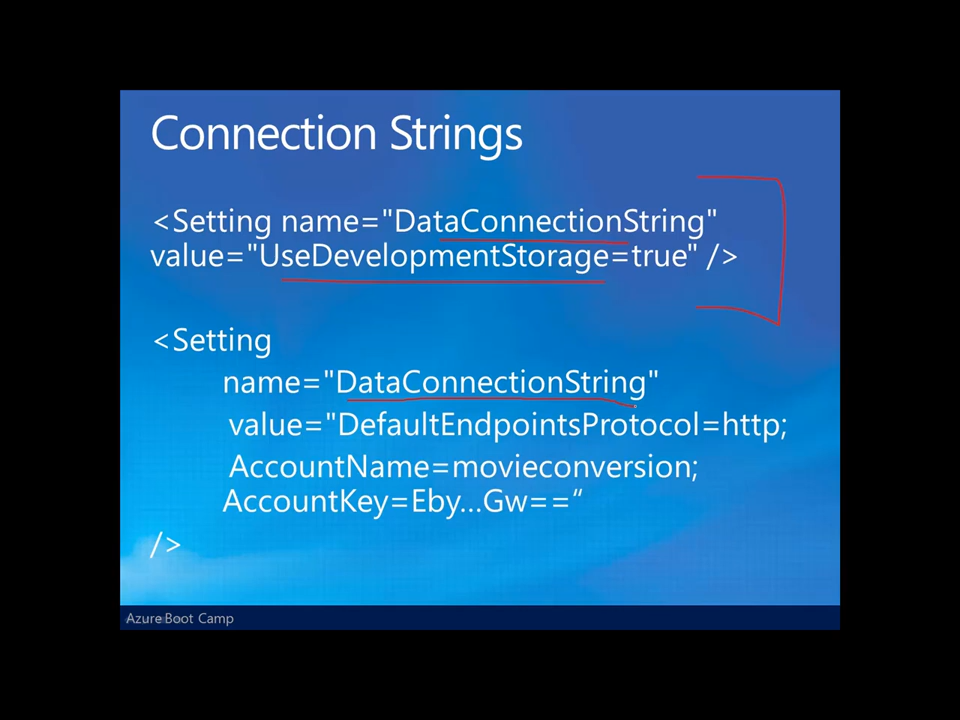 Connection Strings
<Setting name="DataConnectionString"
value="UseDevelopmentStorage=true" />
<Setting
name="DataConnectionString"
value="DefaultEndpointsProtocol=http;
AccountName=movieconversion;
AccountKey=Eby...Gw==“
/>
Azure Boot Camp